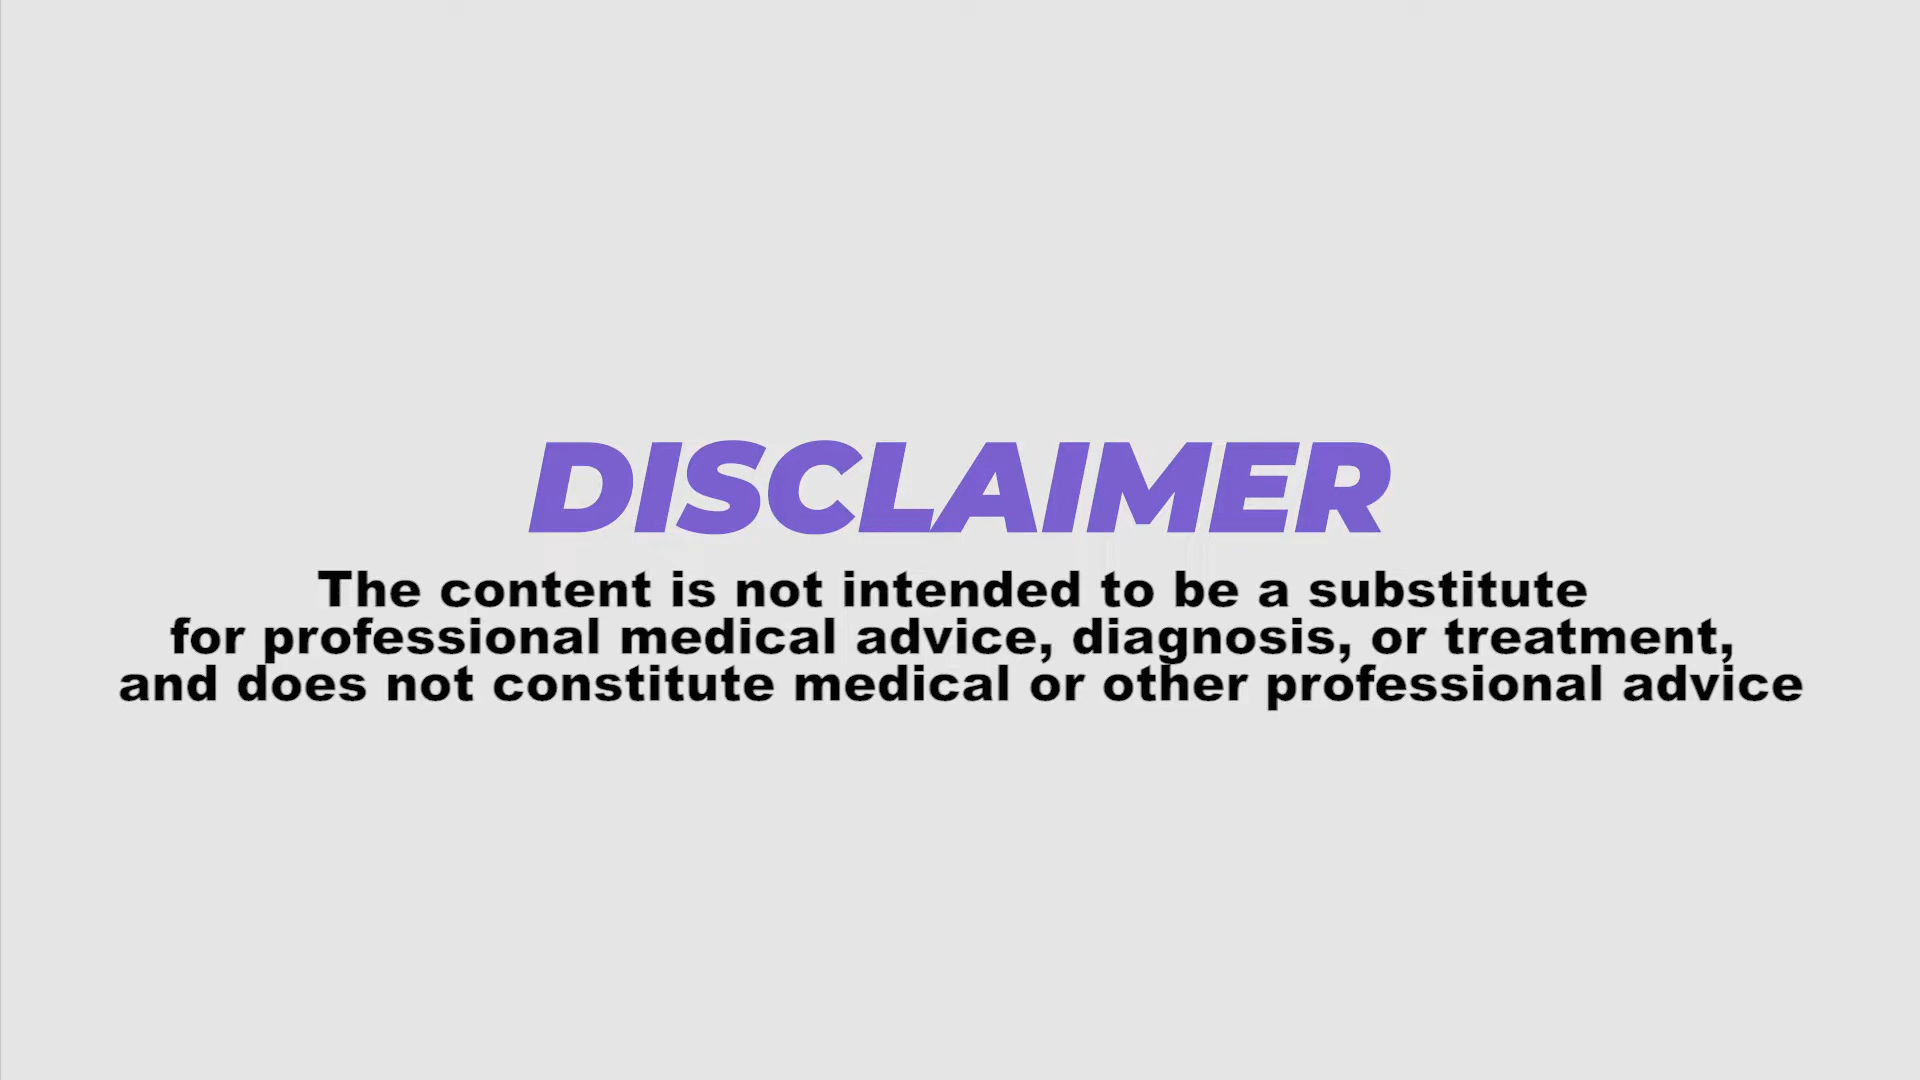 DISCLAIMER
The content is not intended to be a substitute
for professional medical advice, diagnosis, or treatment,
and does not constitute medical or other professional advice